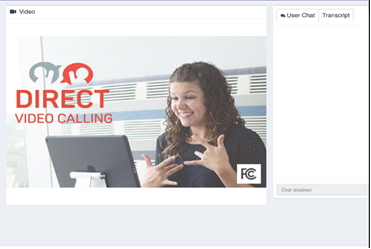 Video
DIRECT
VIDEO CALLING
FCC
User Chat
Transcript
Chat disabled